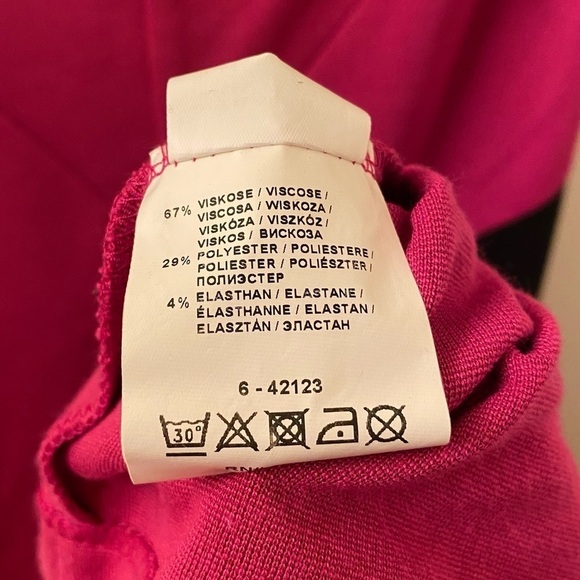 67% VISKOSE / VISCOSE /
VISCOSA / WISKOZA /
VISKÓZA / VISZKÓZ /
VISKOS / ВИСКОЗА
29% POLYESTER / POLIESTERE /
POLIESTER / POLIÉSZTER /
ПОЛИЭСТЕР
4% ELASTHAN / ELASTANE /
ÉLASTHANNE / ELASTAN /
ELASZTÁN / ЭЛАСТАН
6 - 42123
30°